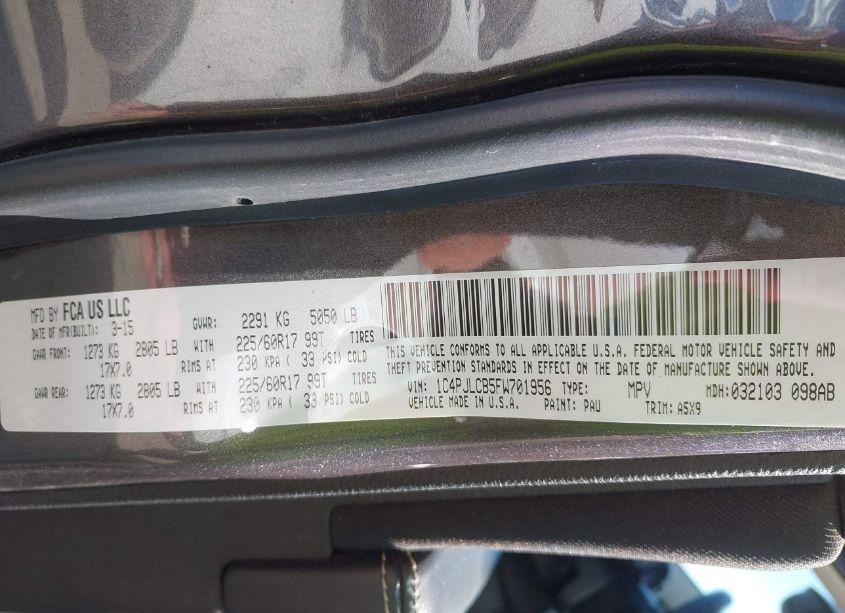 MFD BY FCA US LLC
DATE OF MFR(BUILT): 3-15 GVWR: 2291 KG 5050 LB
GAWR FRONT: 1273 KG 2805 LB WITH 225/60R17 99T TIRES
17X7.0 RIMS AT 230 KPA ( 33 PSI) COLD
GAWR REAR: 1273 KG 2805 LB WITH 225/60R17 99T TIRES
17X7.0 RIMS AT 230 KPA ( 33 PSI) COLD
THIS VEHICLE CONFORMS TO ALL APPLICABLE U.S.A. FEDERAL MOTOR VEHICLE SAFETY AND
THEFT PREVENTION STANDARDS IN EFFECT ON THE DATE OF MANUFACTURE SHOWN ABOVE.
VIN: 1C4PJLCB5FW701956 TYPE: MPV MDH:032103 098AB
VEHICLE MADE IN U.S.A. PAINT: PAU TRIM: A5X9